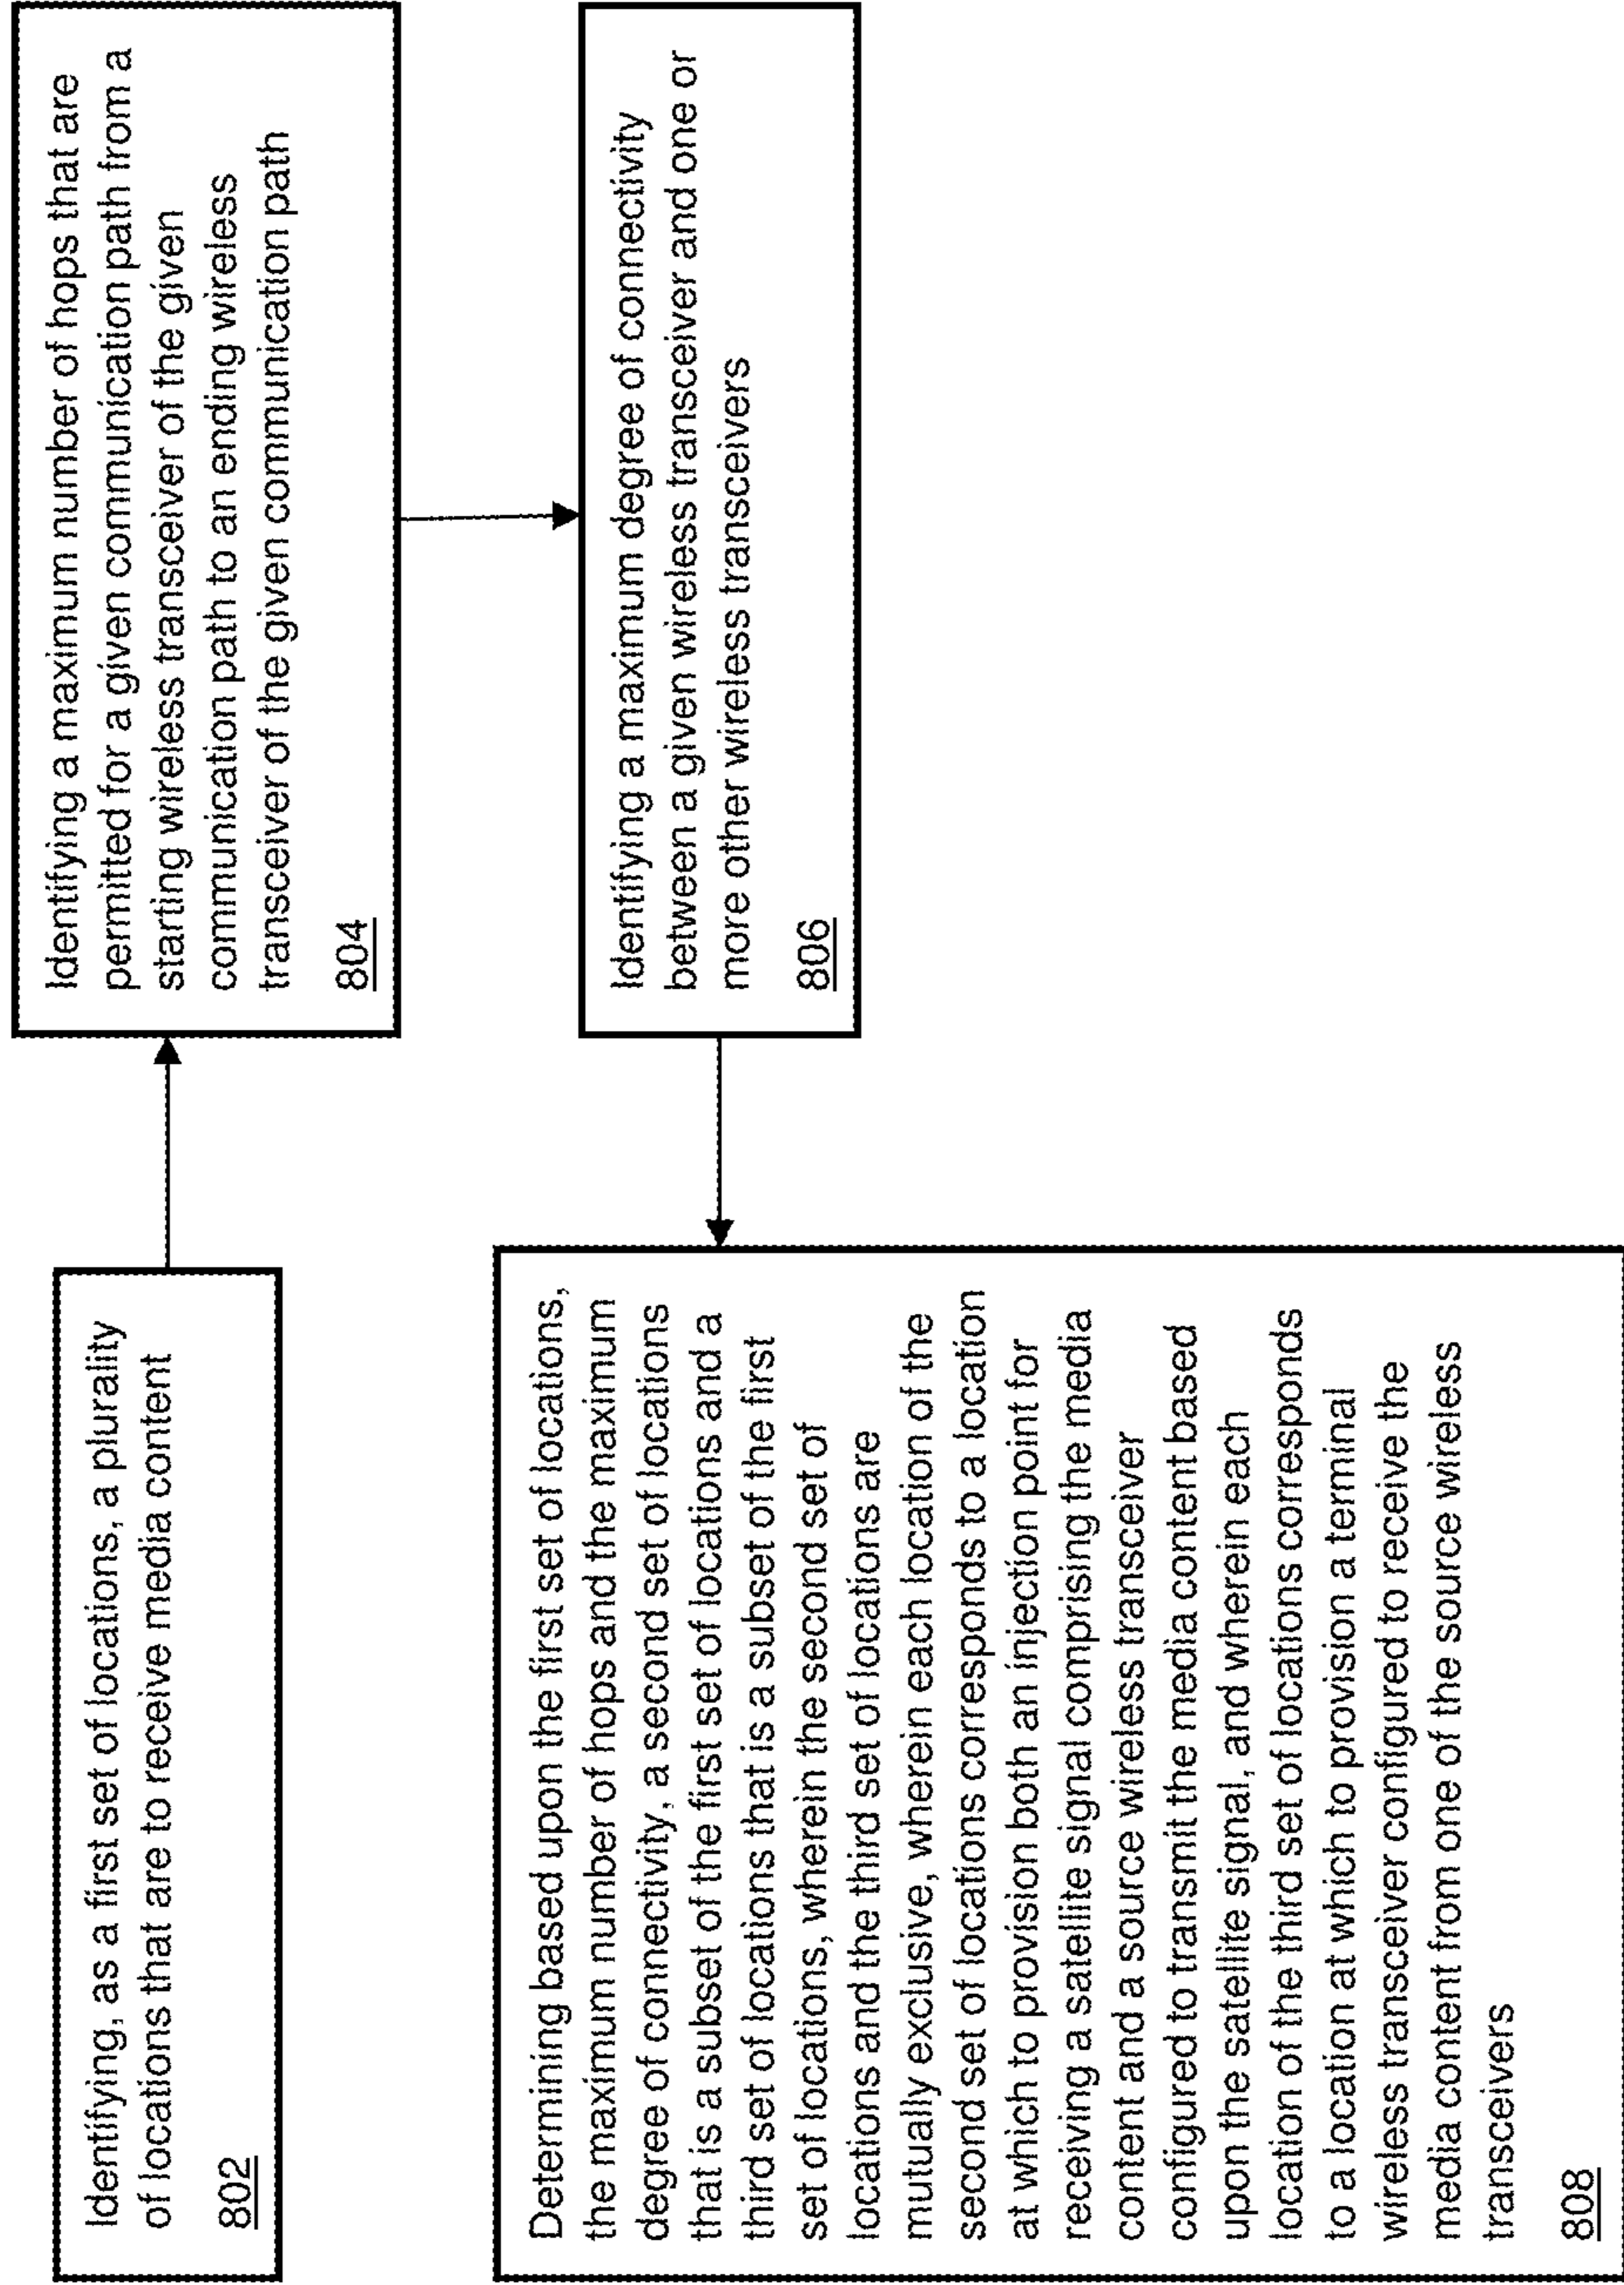 Identifying, as a first set of locations, a plurality
of locations that are to receive media content
802
Identifying a maximum number of hops that are
permitted for a given communication path from a
starting wireless transceiver of the given
communication path to an ending wireless
transceiver of the given communication path
804
Identifying a maximum degree of connectivity
between a given wireless transceiver and one or
more other wireless transceivers
806
Determining based upon the first set of locations,
the maximum number of hops and the maximum
degree of connectivity, a second set of locations
that is a subset of the first set of locations and a
third set of locations that is a subset of the first
set of locations, wherein the second set of
locations and the third set of locations are
mutually exclusive, wherein each location of the
second set of locations corresponds to a location
at which to provision both an injection point for
receiving a satellite signal comprising the media
content and a source wireless transceiver
configured to transmit the media content based
upon the satellite signal, and wherein each
location of the third set of locations corresponds
to a location at which to provision a terminal
wireless transceiver configured to receive the
media content from one of the source wireless
transceivers
808